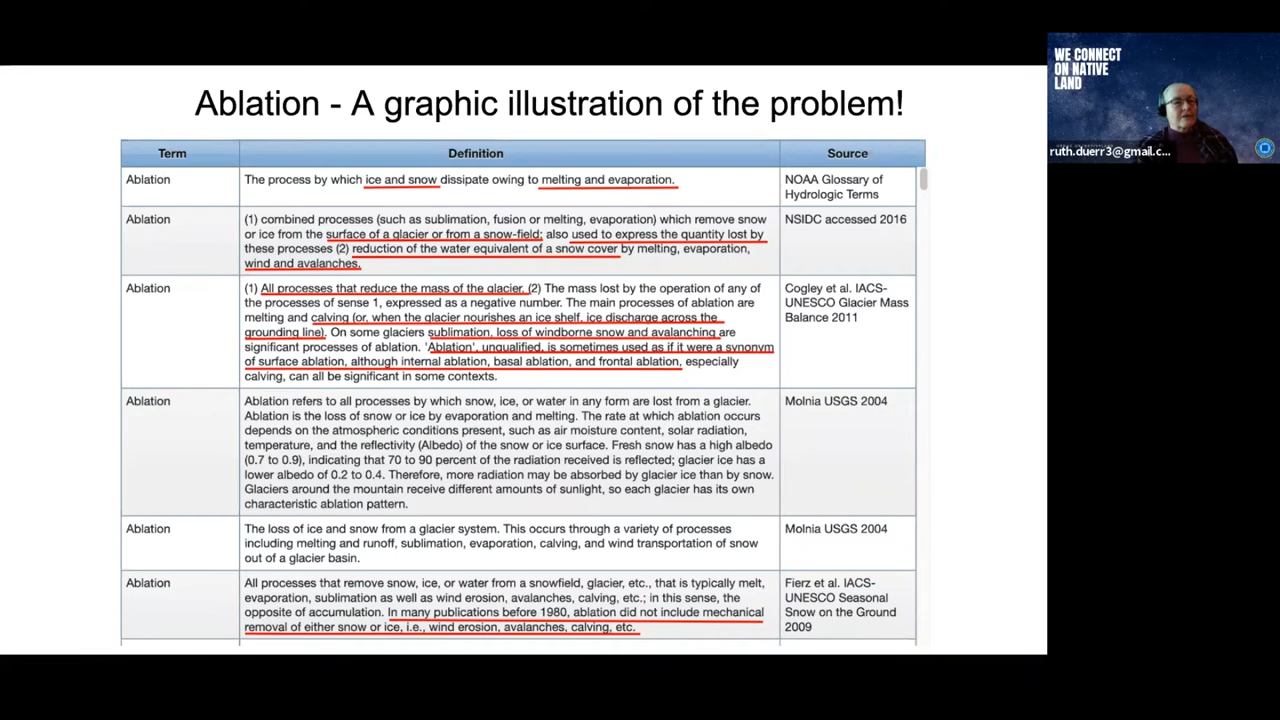 Ablation - A graphic illustration of the problem!
WE CONNECT
ON NATIVE
LAND
ruth.duerr3@gmail.c...
Term Definition Source
Ablation The process by which ice and snow dissipate owing to melting and evaporation. NOAA Glossary of
Hydrologic Terms
Ablation (1) combined processes (such as sublimation, fusion or melting, evaporation) which remove snow NSIDC accessed 2016
or ice from the surface of a glacier or from a snow-field; also used to express the quantity lost by
these processes (2) reduction of the water equivalent of a snow cover by melting, evaporation,
wind and avalanches.
Ablation (1) All processes that reduce the mass of the glacier. (2) The mass lost by the operation of any of Cogley et al. IACS-
the processes of sense 1, expressed as a negative number. The main processes of ablation are UNESCO Glacier Mass
melting and calving (or, when the glacier nourishes an ice shelf, ice discharge across the Balance 2011
grounding line). On some glaciers sublimation, loss of windborne snow and avalanching are
significant processes of ablation. 'Ablation', unqualified, is sometimes used as if it were a synonym
of surface ablation, although internal ablation, basal ablation, and frontal ablation, especially
calving, can all be significant in some contexts.
Ablation Ablation refers to all processes by which snow, ice, or water in any form are lost from a glacier. Molnia USGS 2004
Ablation is the loss of snow or ice by evaporation and melting. The rate at which ablation occurs
depends on the atmospheric conditions present, such as air moisture content, solar radiation,
temperature, and the reflectivity (Albedo) of the snow or ice surface. Fresh snow has a high albedo
(0.7 to 0.9), indicating that 70 to 90 percent of the radiation received is reflected; glacier ice has a
lower albedo of 0.2 to 0.4. Therefore, more radiation may be absorbed by glacier ice than by snow.
Glaciers around the mountain receive different amounts of sunlight, so each glacier has its own
characteristic ablation pattern.
Ablation The loss of ice and snow from a glacier system. This occurs through a variety of processes Molnia USGS 2004
including melting and runoff, sublimation, evaporation, calving, and wind transportation of snow
out of a glacier basin.
Ablation All processes that remove snow, ice, or water from a snowfield, glacier, etc., that is typically melt, Fierz et al. IACS-
evaporation, sublimation as well as wind erosion, avalanches, calving, etc.; in this sense, the UNESCO Seasonal
opposite of accumulation. In many publications before 1980, ablation did not include mechanical Snow on the Ground
removal of either snow or ice, i.e., wind erosion, avalanches, calving, etc. 2009